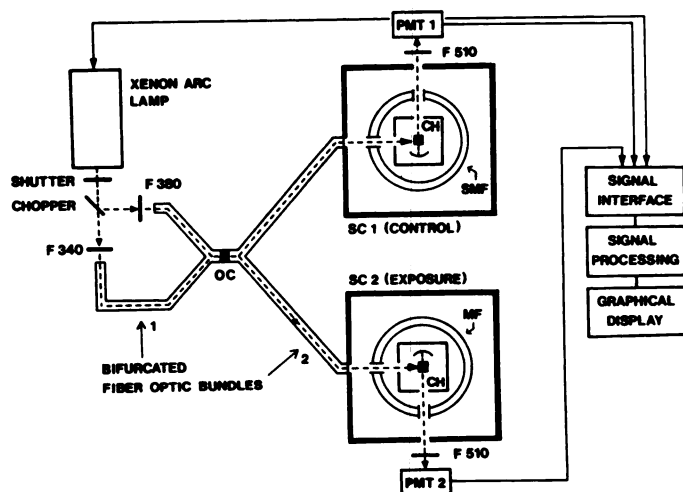 PMT 1
F 510
XENON ARC
LAMP
CH
SHUTTER
F 380
CHOPPER
SMF
SIGNAL
INTERFACE
F 340
SC 1 (CONTROL)
SIGNAL
PROCESSING
OC
SC 2 (EXPOSURE)
GRAPHICAL
DISPLAY
1
MF
BIFURCATED
FIBER OPTIC BUNDLES
2
CH
F 510
PMT 2